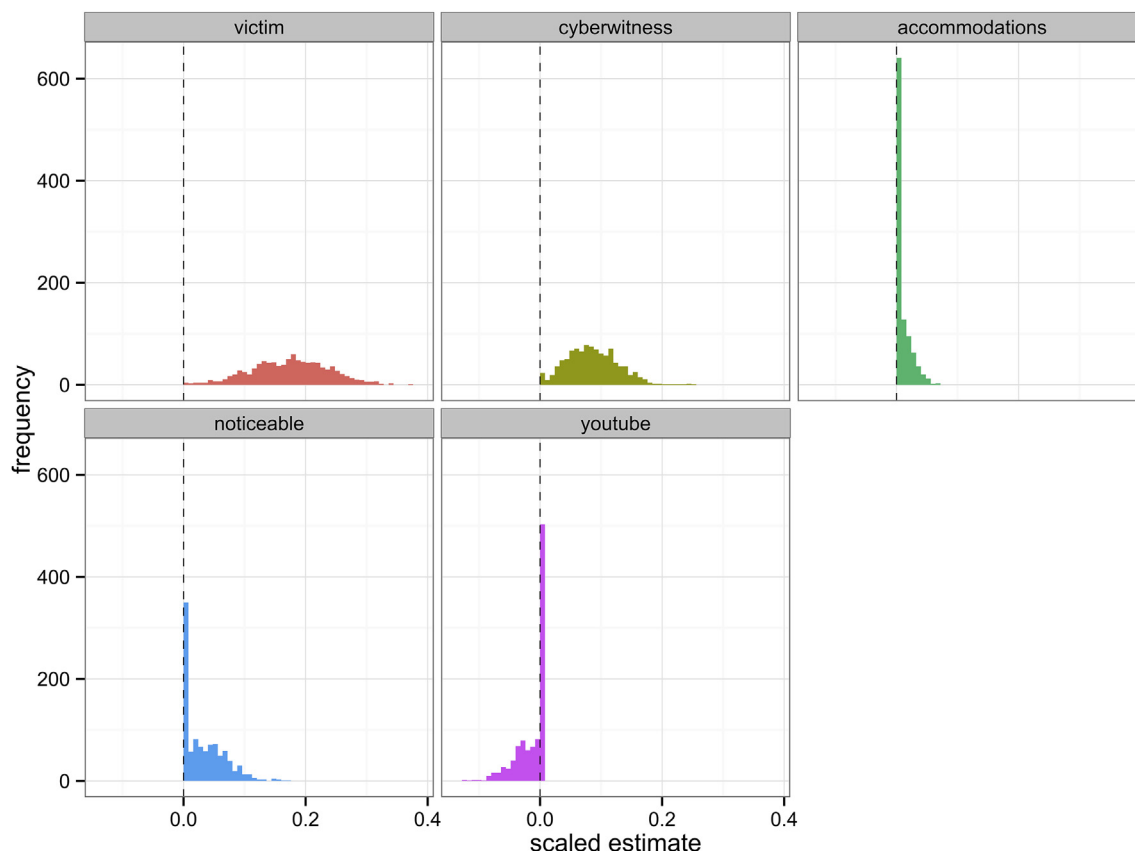 victim
cyberwitness
accommodations
600
400
200
0
frequency
noticeable
youtube
600
400
200
0
0.0 0.2 0.4
0.0 0.2 0.4
scaled estimate